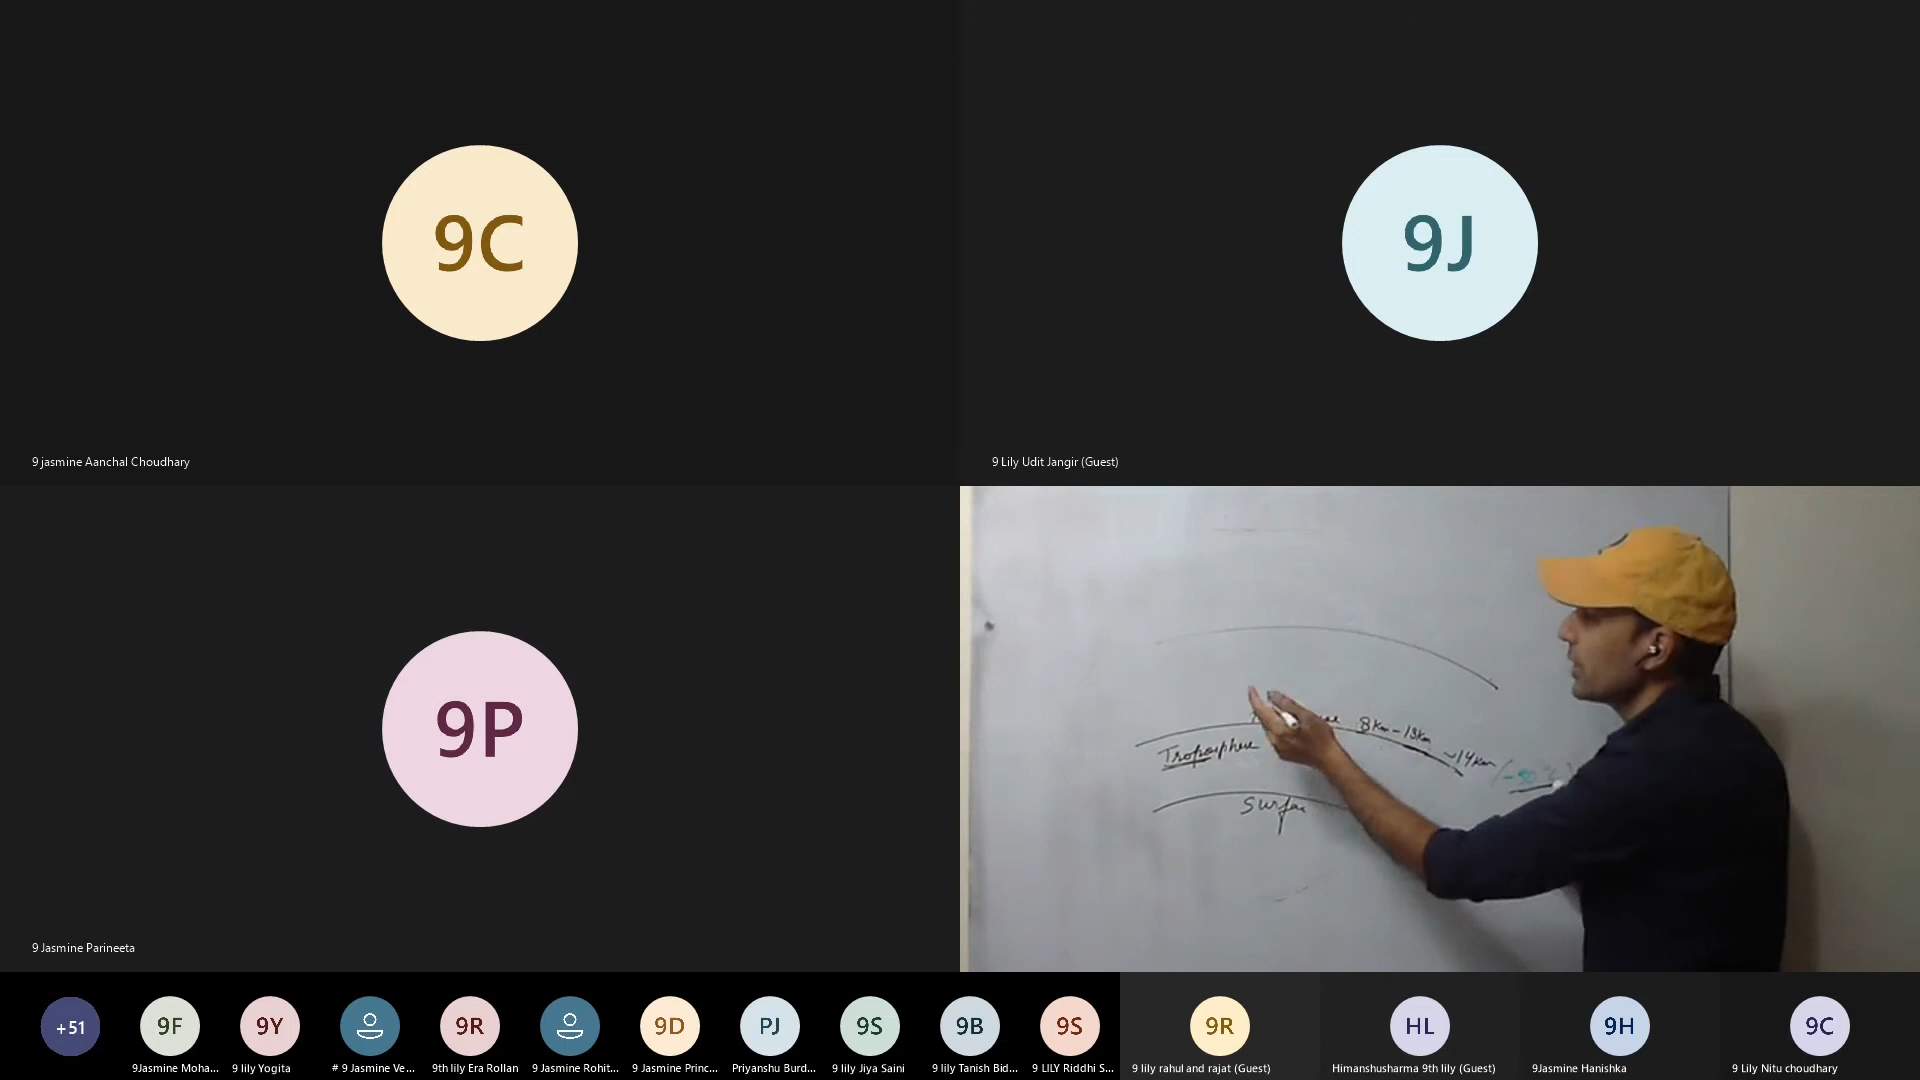 9C
9 jasmine Aanchal Choudhary
9J
9 Lily Udit Jangir (Guest)
9P
9 Jasmine Parineeta
8Km-18Km
~14Km
Troposphere
Surfac
+51
9F
9Jasmine Moha...
9Y
9 lily Yogita
# 9 Jasmine Ve...
9R
9th lily Era Rollan
9 Jasmine Rohit...
9D
9 Jasmine Princ...
PJ
Priyanshu Burd...
9S
9 lily Jiya Saini
9B
9 lily Tanish Bid...
9S
9 LILY Riddhi S...
9R
9 lily rahul and rajat (Guest)
HL
Himanshusharma 9th lily (Guest)
9H
9Jasmine Hanishka
9C
9 Lily Nitu choudhary